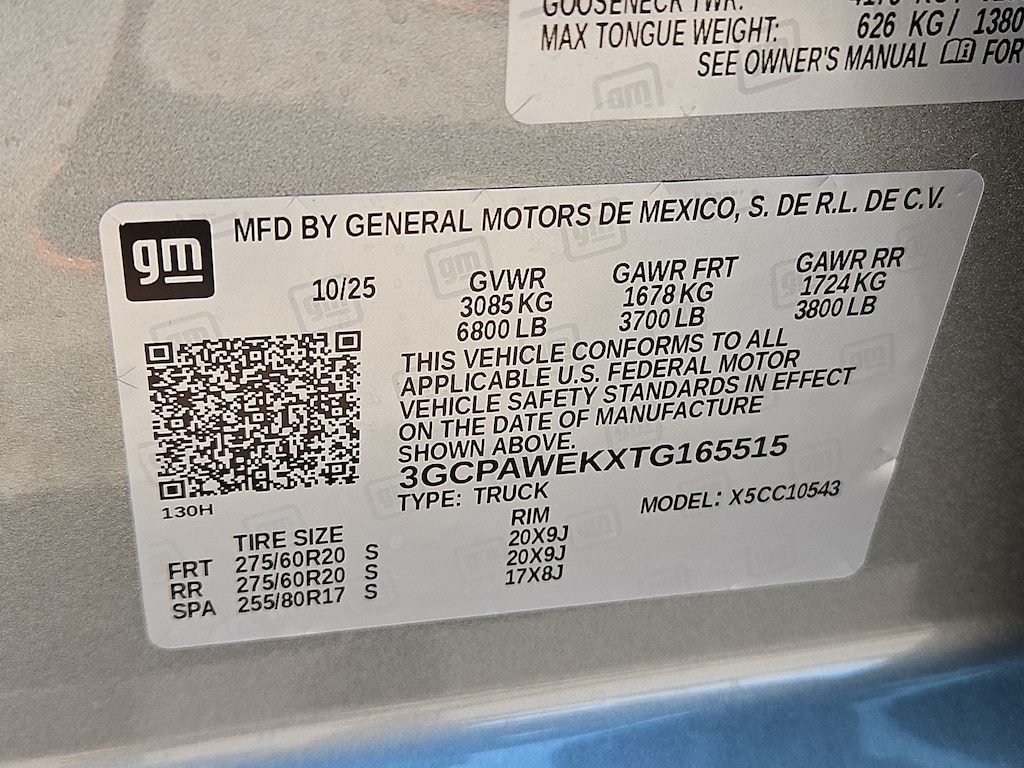 GOOSENECK TWR:
MAX TONGUE WEIGHT: 626 KG / 1380
SEE OWNER'S MANUAL FOR
gm
MFD BY GENERAL MOTORS DE MEXICO, S. DE R.L. DE C.V.
10/25 GVWR GAWR FRT GAWR RR
3085 KG 1678 KG 1724 KG
6800 LB 3700 LB 3800 LB
THIS VEHICLE CONFORMS TO ALL
APPLICABLE U.S. FEDERAL MOTOR
VEHICLE SAFETY STANDARDS IN EFFECT
ON THE DATE OF MANUFACTURE
SHOWN ABOVE.
3GCPAWEKXTG165515
TYPE: TRUCK MODEL: X5CC10543
130H
TIRE SIZE RIM
FRT 275/60R20 S 20X9J
RR 275/60R20 S 20X9J
SPA 255/80R17 S 17X8J